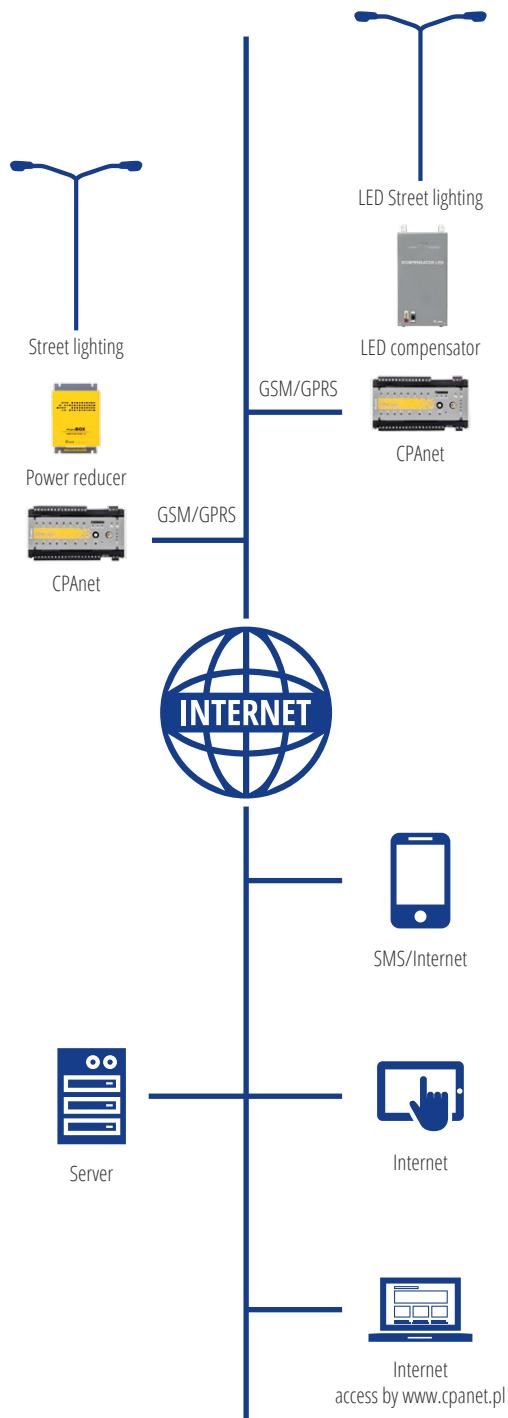 LED Street lighting
LED compensator
GSM/GPRS
CPAnet
Street lighting
Power reducer
GSM/GPRS
CPAnet
INTERNET
SMS/Internet
Server
Internet
Internet
access by www.cpanet.pl